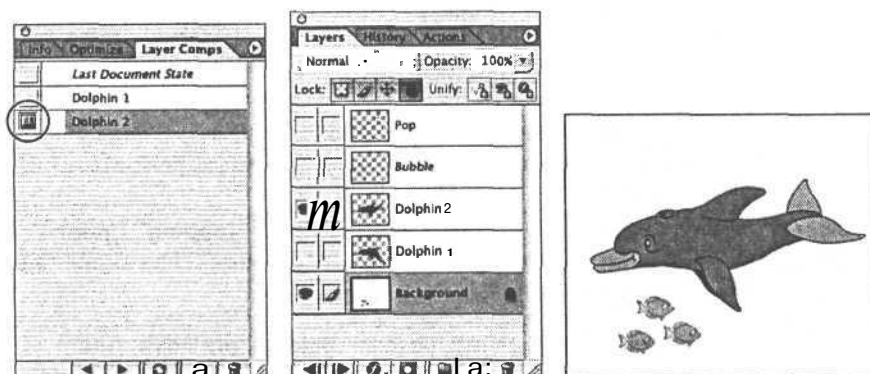 Info Optimize Layer Comps
Last Document State
Dolphin 1
Dolphin 2
a
Layers History Actions
Normal Opacity: 100%
Lock: Unify:
Pop
Bubble
m Dolphin 2
Dolphin 1
Background
La: